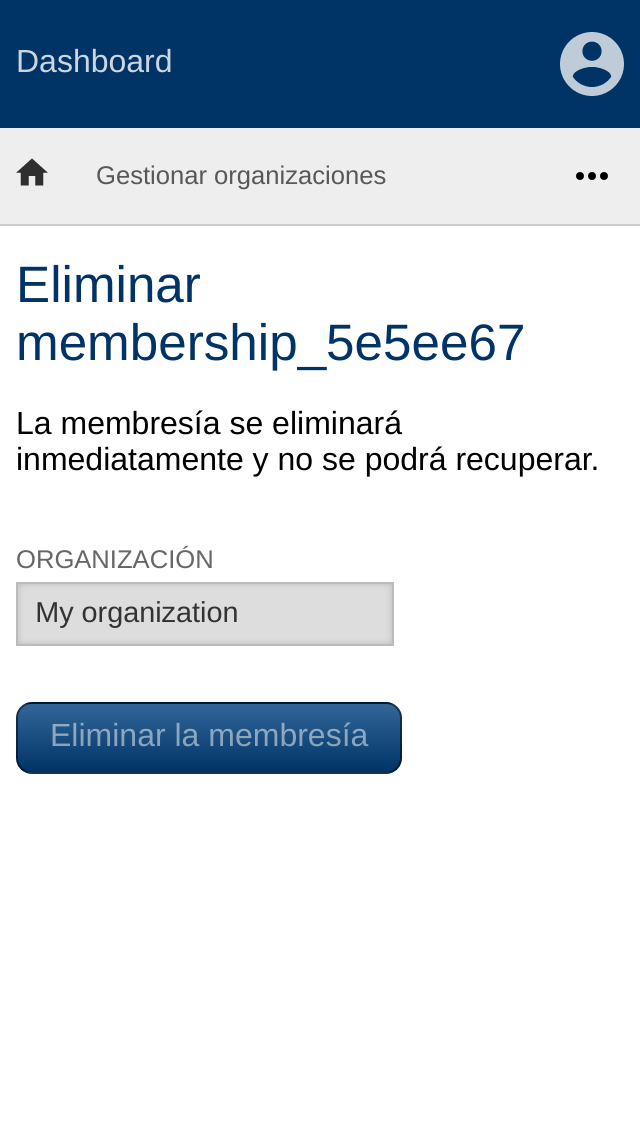 Dashboard
Gestionar organizaciones
Eliminar
membership_5e5ee67
La membresía se eliminará
inmediatamente y no se podrá recuperar.
ORGANIZACIÓN
My organization
Eliminar la membresía